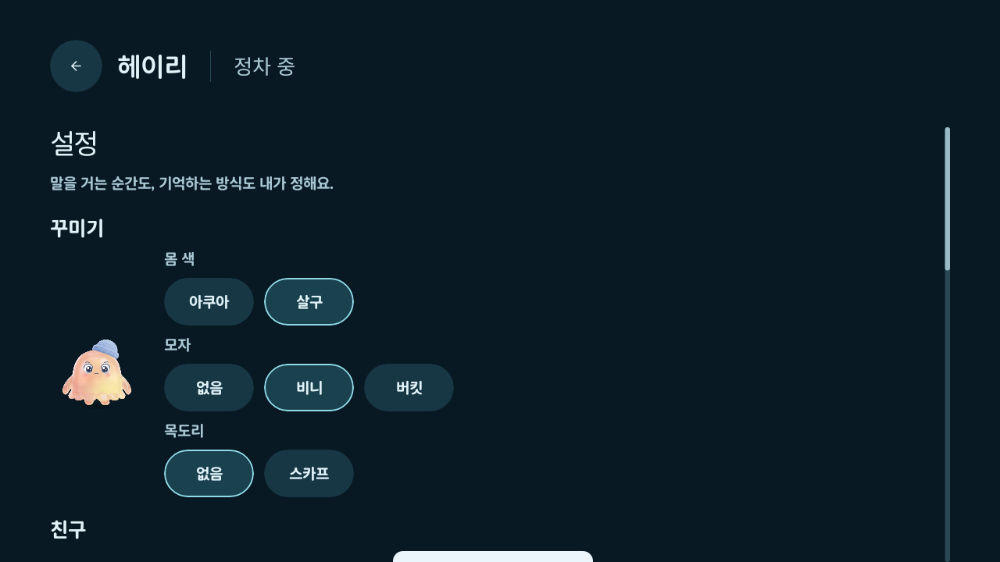 헤이리
정차 중
설정
말을 거는 순간도, 기억하는 방식도 내가 정해요.
꾸미기
몸 색
아쿠아
살구
모자
없음
비니
버킷
목도리
없음
스카프
친구